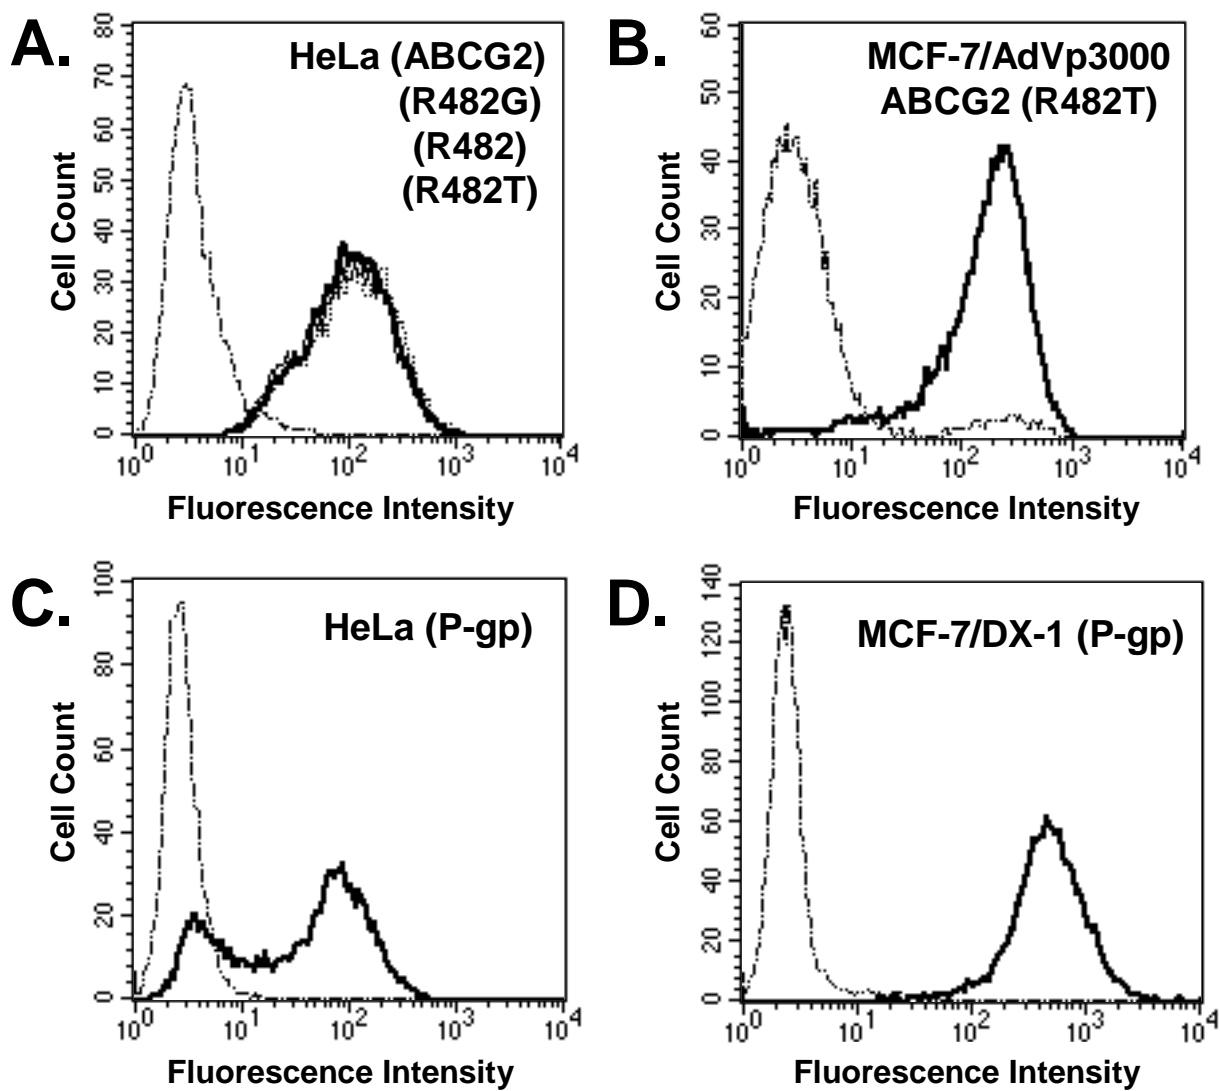 A.
HeLa (ABCG2)
(R482G)
(R482)
(R482T)
Cell Count
80
70
60
50
40
30
20
10
0
10^0 10^1 10^2 10^3 10^4
Fluorescence Intensity
B.
MCF-7/AdVp3000
ABCG2 (R482T)
Cell Count
60
50
40
30
20
10
0
10^0 10^1 10^2 10^3 10^4
Fluorescence Intensity
C.
HeLa (P-gp)
Cell Count
100
80
60
40
20
0
10^0 10^1 10^2 10^3 10^4
Fluorescence Intensity
D.
MCF-7/DX-1 (P-gp)
Cell Count
140
120
100
80
60
40
20
0
10^0 10^2 10^3 10^4
Fluorescence Intensity